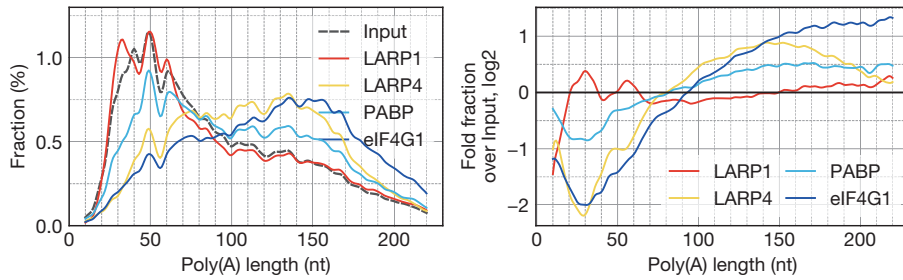 Fraction (%)
1.0
0.5
0.0
Input
LARP1
LARP4
PABP
eIF4G1
0 50 100 150 200
Poly(A) length (nt)
Fold fraction
over Input, log2
1
0
−1
−2
LARP1 PABP
LARP4 eIF4G1
0 50 100 150 200
Poly(A) length (nt)